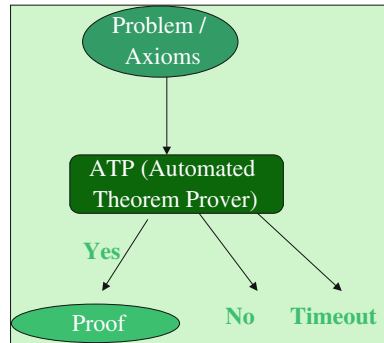 Problem /
Axioms
ATP (Automated
Theorem Prover)
Yes
No
Timeout
Proof